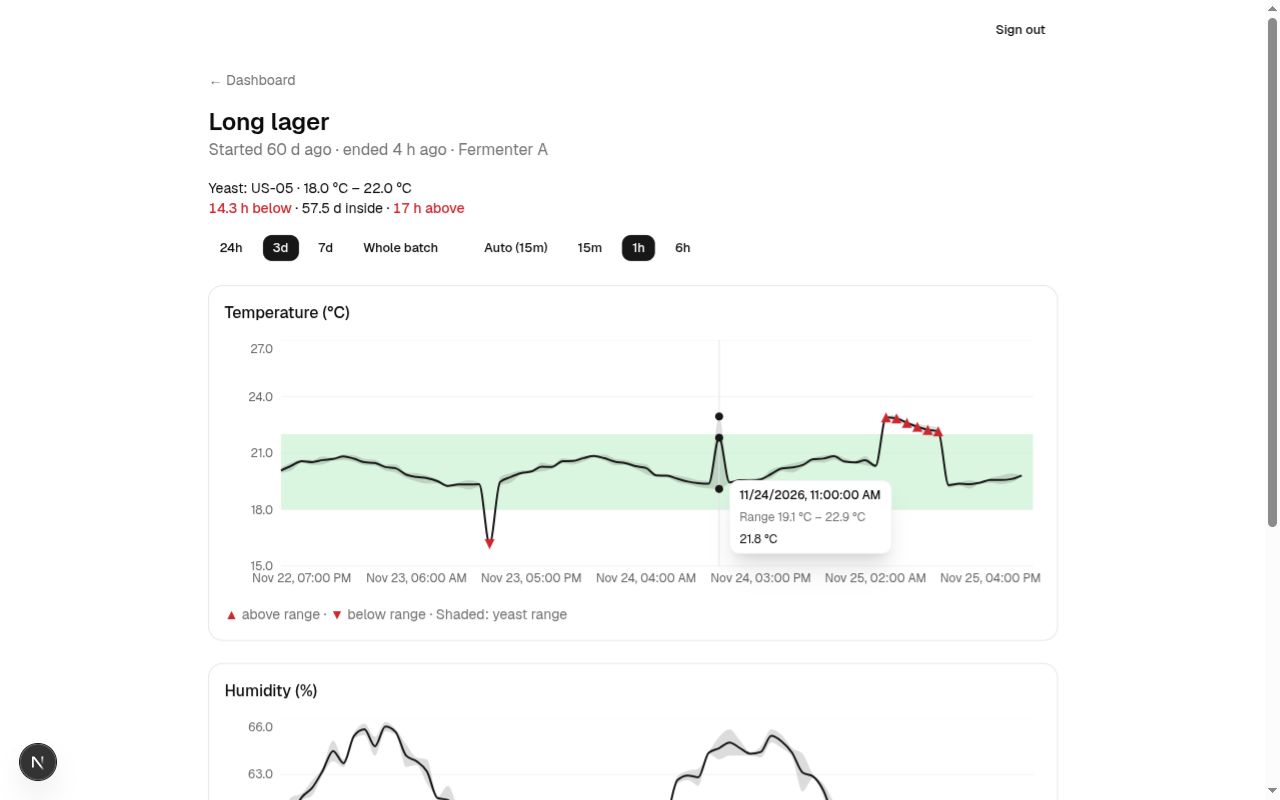 Sign out
← Dashboard
Long lager
Started 60 d ago · ended 4 h ago · Fermenter A
Yeast: US-05 · 18.0 °C – 22.0 °C
14.3 h below · 57.5 d inside · 17 h above
24h 3d 7d Whole batch Auto (15m) 15m 1h 6h
Temperature (°C)
27.0
24.0
21.0
18.0
15.0
11/24/2026, 11:00:00 AM
Range 19.1 °C – 22.9 °C
21.8 °C
Nov 22, 07:00 PM Nov 23, 06:00 AM Nov 23, 05:00 PM Nov 24, 04:00 AM Nov 24, 03:00 PM Nov 25, 02:00 AM Nov 25, 04:00 PM
▲ above range · ▼ below range · Shaded: yeast range
Humidity (%)
66.0
63.0
N